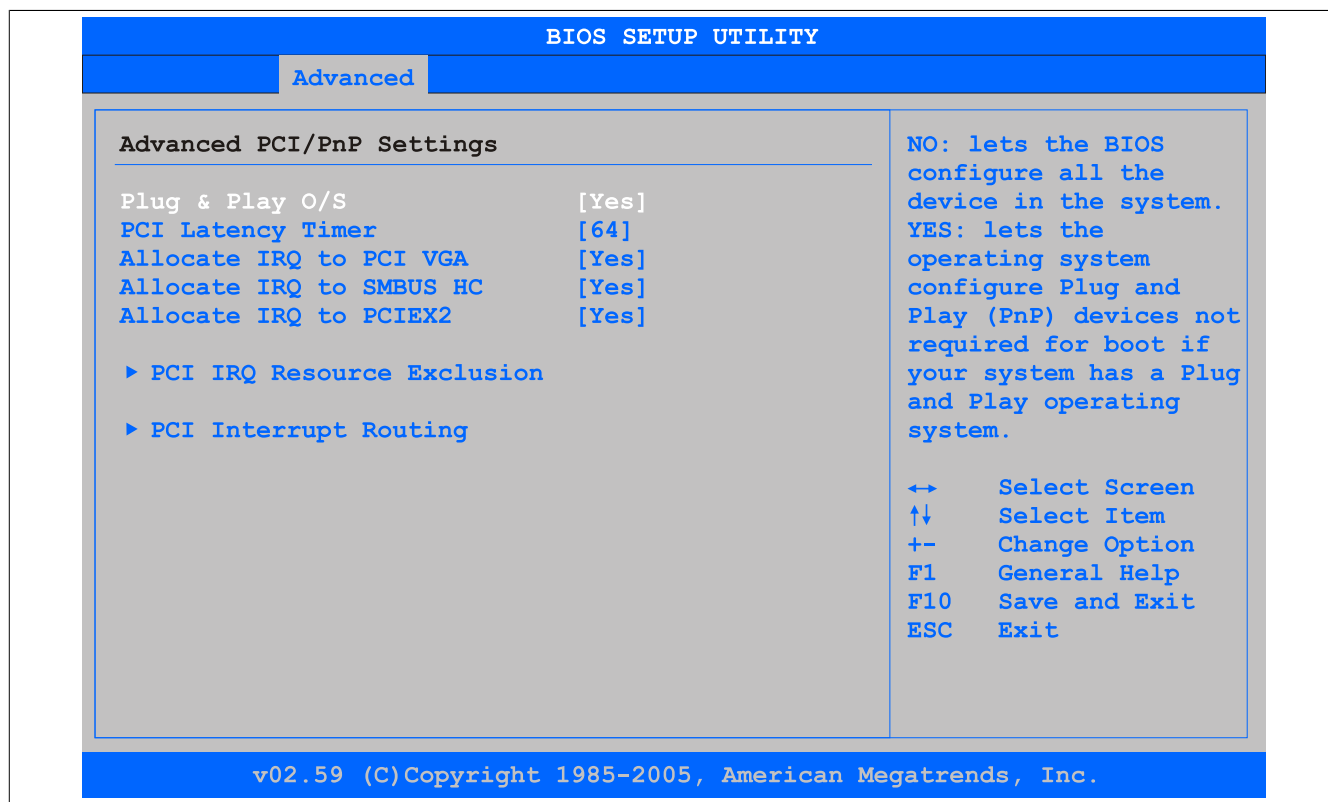 BIOS SETUP UTILITY
Advanced
Advanced PCI/PnP Settings
Plug & Play O/S [Yes]
PCI Latency Timer [64]
Allocate IRQ to PCI VGA [Yes]
Allocate IRQ to SMBUS HC [Yes]
Allocate IRQ to PCIEX2 [Yes]
▶ PCI IRQ Resource Exclusion
▶ PCI Interrupt Routing
NO: lets the BIOS
configure all the
device in the system.
YES: lets the
operating system
configure Plug and
Play (PnP) devices not
required for boot if
your system has a Plug
and Play operating
system.
↔ Select Screen
↑↓ Select Item
+- Change Option
F1 General Help
F10 Save and Exit
ESC Exit
v02.59 (C)Copyright 1985-2005, American Megatrends, Inc.